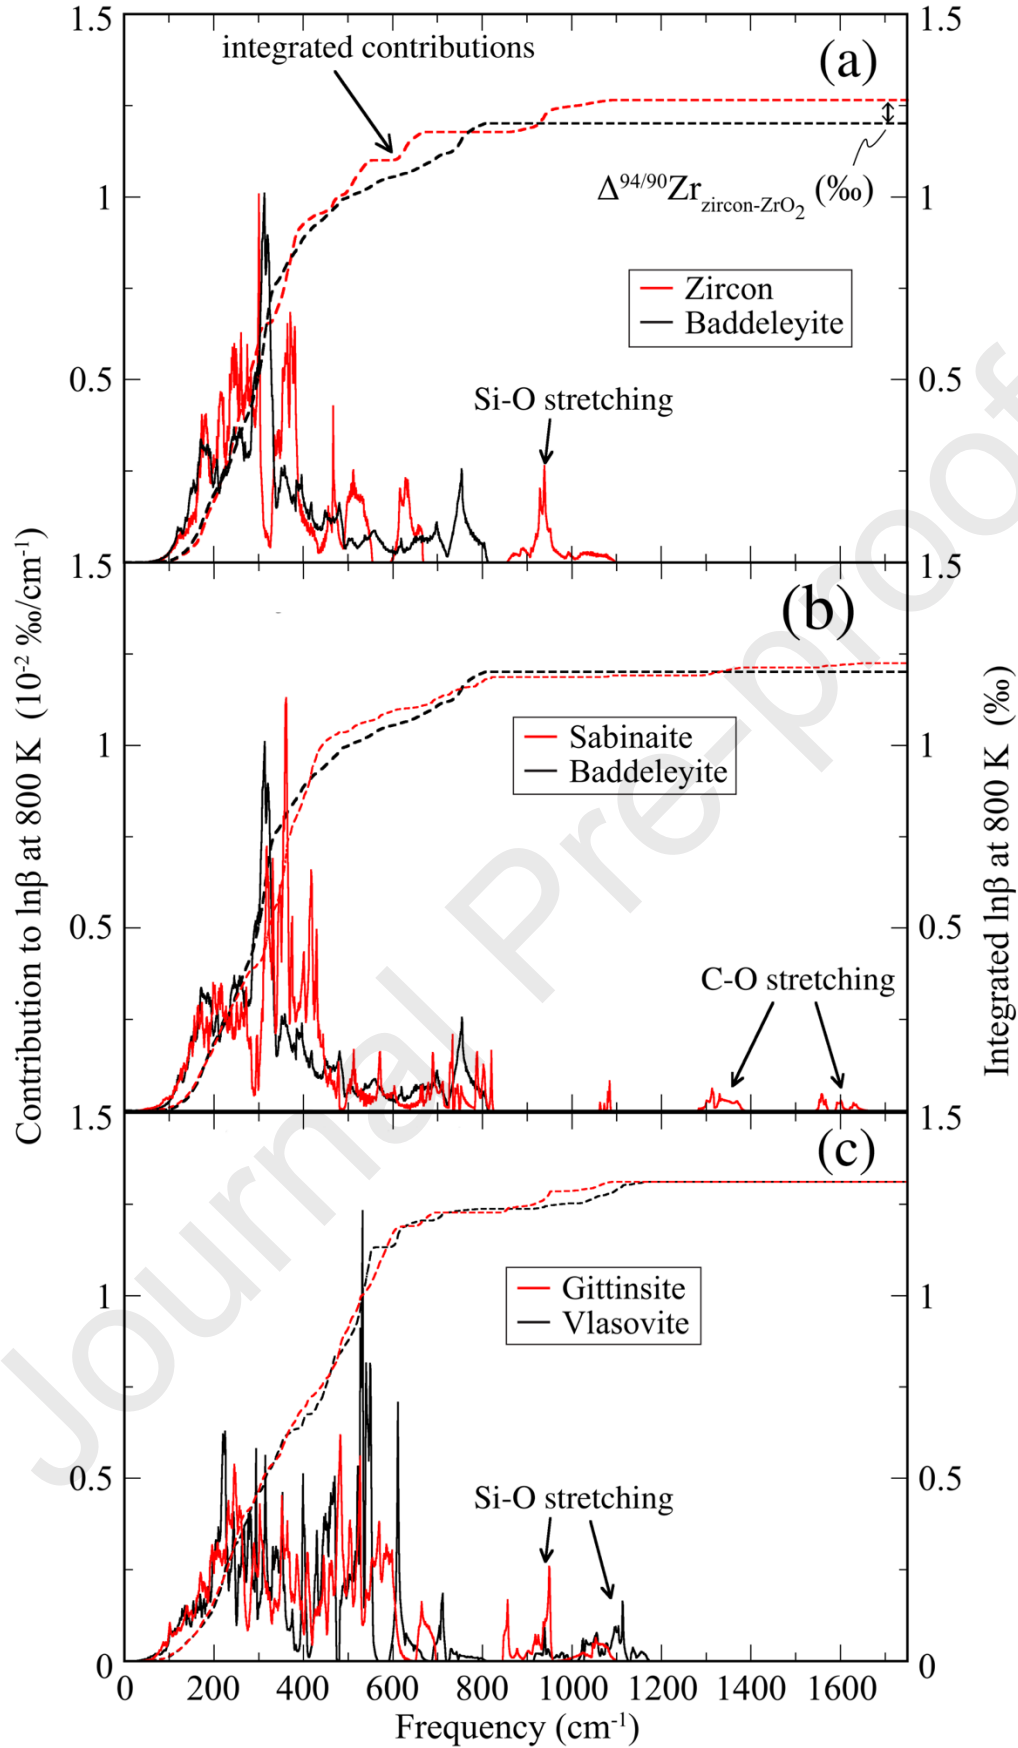 1.5
1.5
(a)
integrated contributions
Δ94/90Zrzircon-ZrO2 (‰)
1
1
Zircon
Baddeleyite
Si-O stretching
0.5
0.5
1.5
1.5
(b)
Sabinaite
Baddeleyite
1
1
C-O stretching
0.5
0.5
1.5
1.5
(c)
Gittinsite
Vlasovite
1
1
Si-O stretching
0.5
0.5
0
0
0 200 400 600 800 1000 1200 1400 1600
Frequency (cm-1)
Contribution to lnβ at 800 K (10-2 ‰/cm-1)
Integrated lnβ at 800 K (‰)
Journal Pre-proof